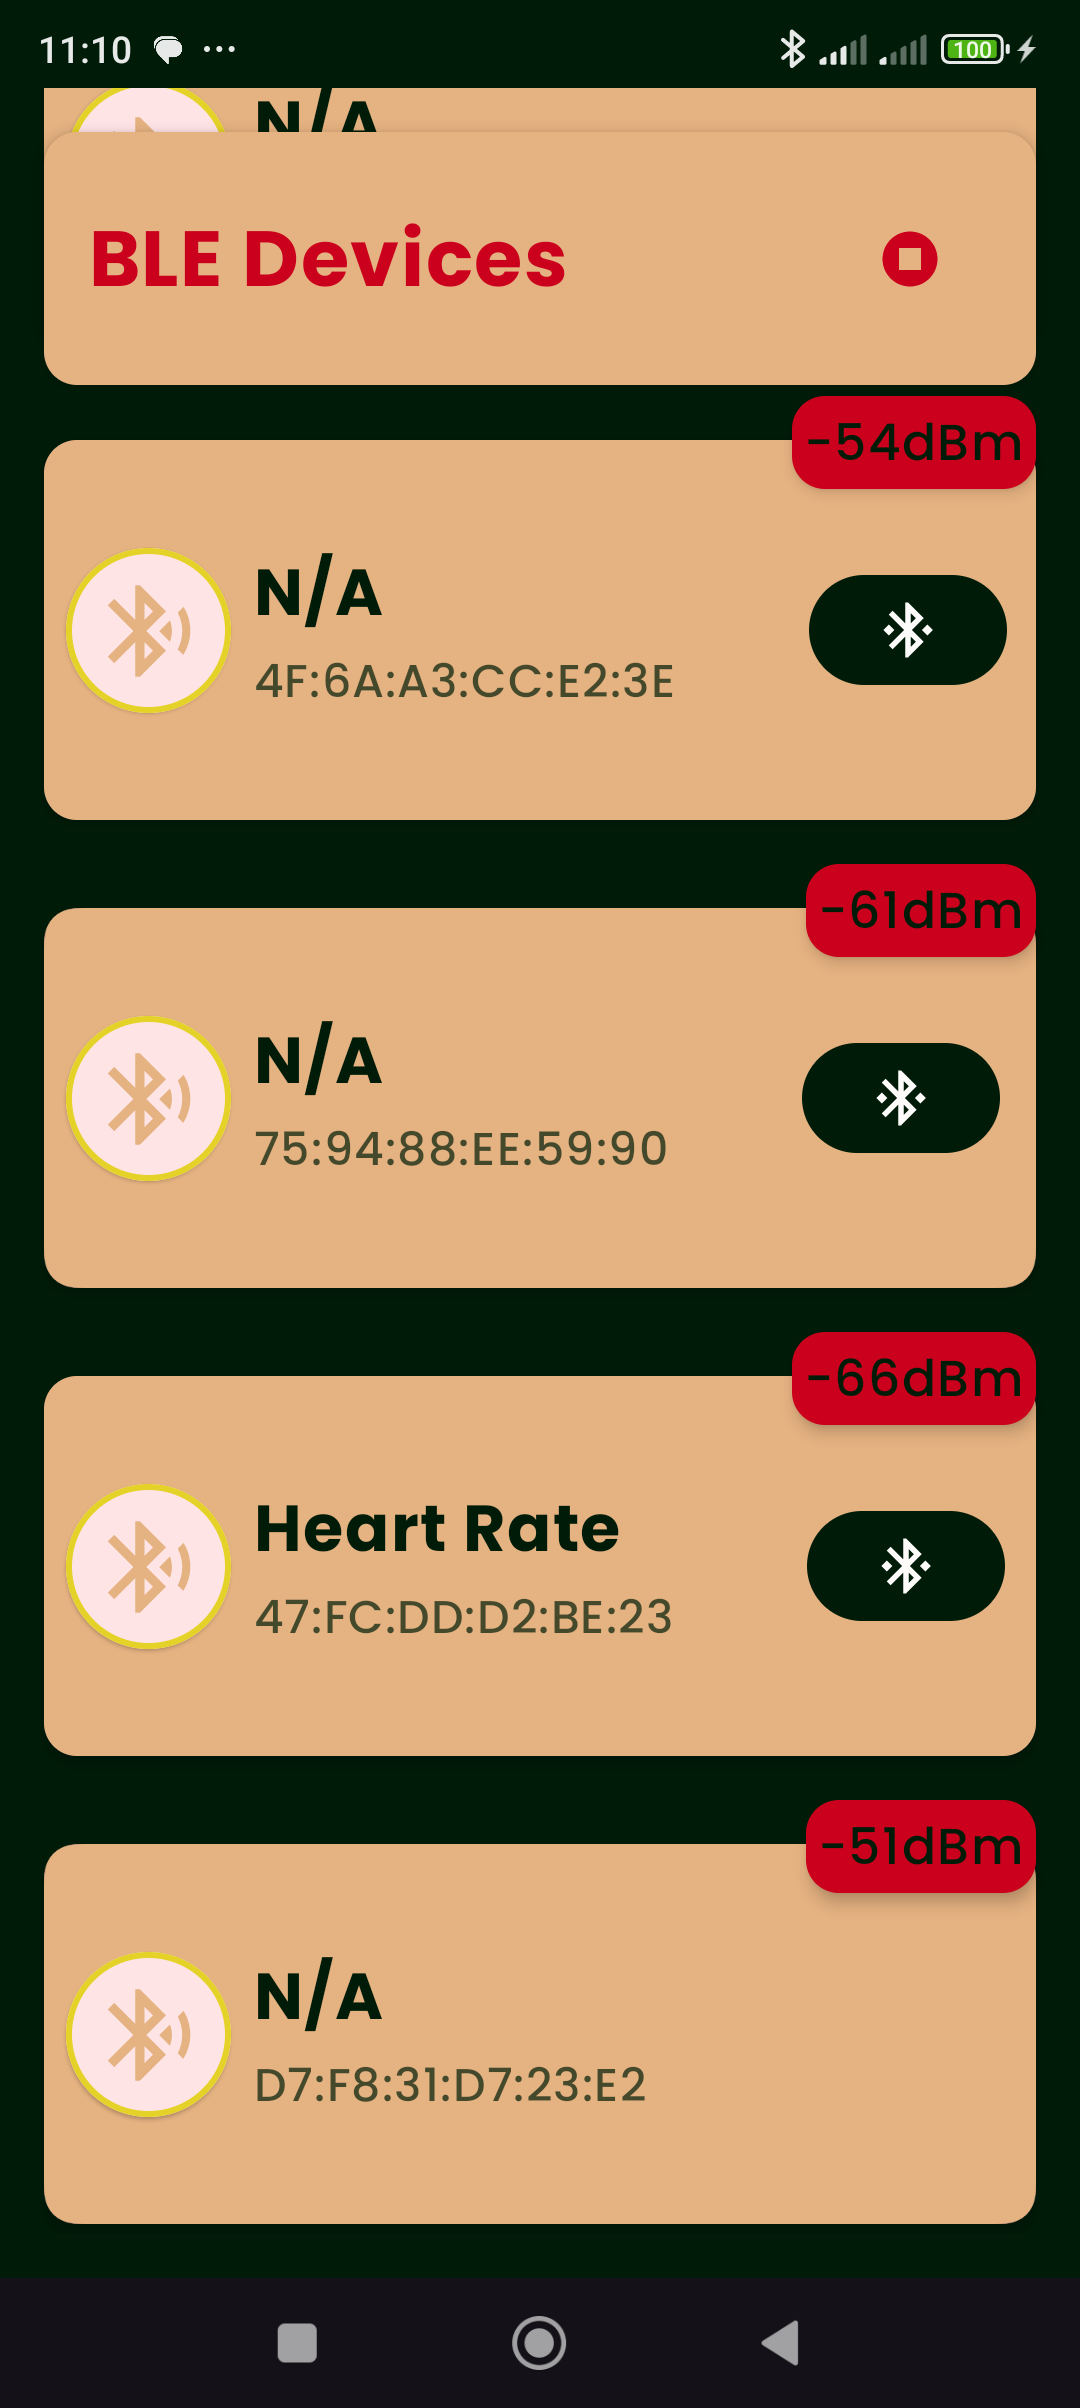 11:10
100
N/A
BLE Devices
-54dBm
N/A
4F:6A:A3:CC:E2:3E
-61dBm
N/A
75:94:88:EE:59:90
-66dBm
Heart Rate
47:FC:DD:D2:BE:23
-51dBm
N/A
D7:F8:31:D7:23:E2